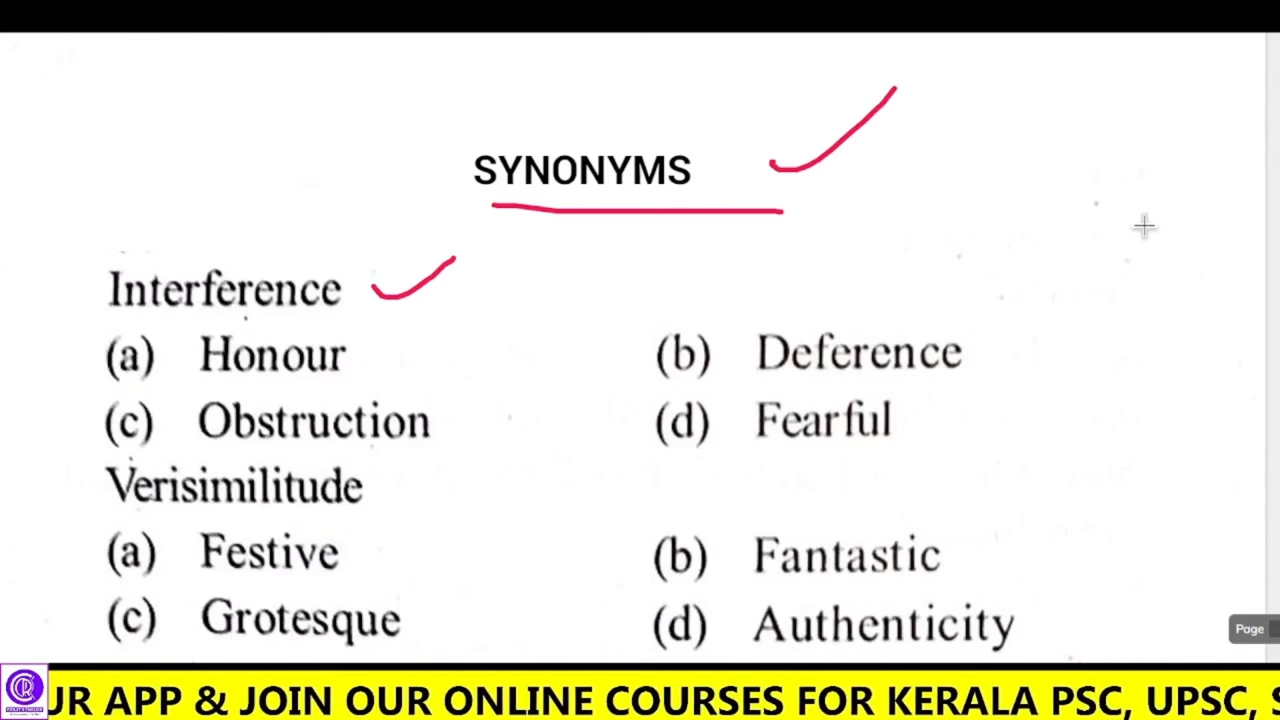 SYNONYMS
Interference
(a) Honour (b) Deference
(c) Obstruction (d) Fearful
Verisimilitude
(a) Festive (b) Fantastic
(c) Grotesque (d) Authenticity
Page
UR APP & JOIN OUR ONLINE COURSES FOR KERALA PSC, UPSC, S